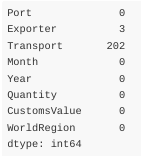 Port 0
Exporter 3
Transport 202
Month 0
Year 0
Quantity 0
CustomsValue 0
WorldRegion 0
dtype: int64